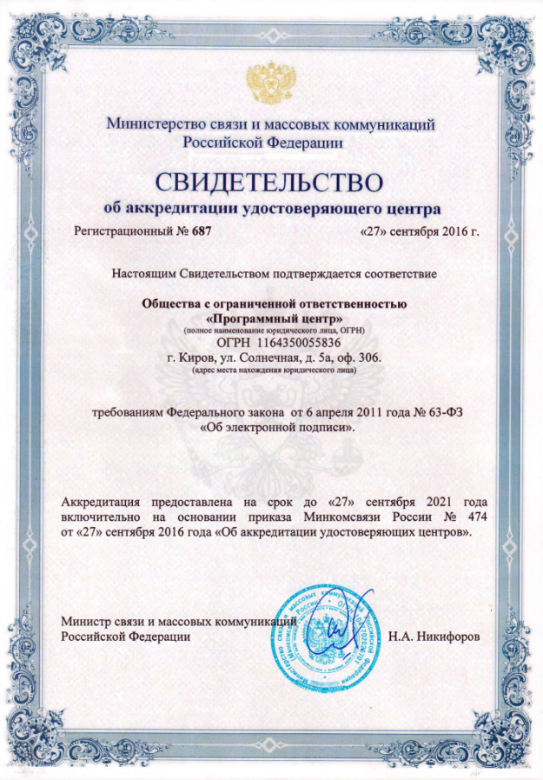 Министерство связи и массовых коммуникаций
Российской Федерации
СВИДЕТЕЛЬСТВО
об аккредитации удостоверяющего центра
Регистрационный № 687 «27» сентября 2016 г.
Настоящим Свидетельством подтверждается соответствие
Общества с ограниченной ответственностью
«Программный центр»
(полное наименование юридического лица, ОГРН)
ОГРН 1164350055836
г. Киров, ул. Солнечная, д. 5а, оф. 306.
(адрес места нахождения юридического лица)
требованиям Федерального закона от 6 апреля 2011 года № 63-ФЗ
«Об электронной подписи».
Аккредитация предоставлена на срок до «27» сентября 2021 года
включительно на основании приказа Минкомсвязи России № 474
от «27» сентября 2016 года «Об аккредитации удостоверяющих центров».
Министр связи и массовых коммуникаций
Российской Федерации Н.А. Никифоров